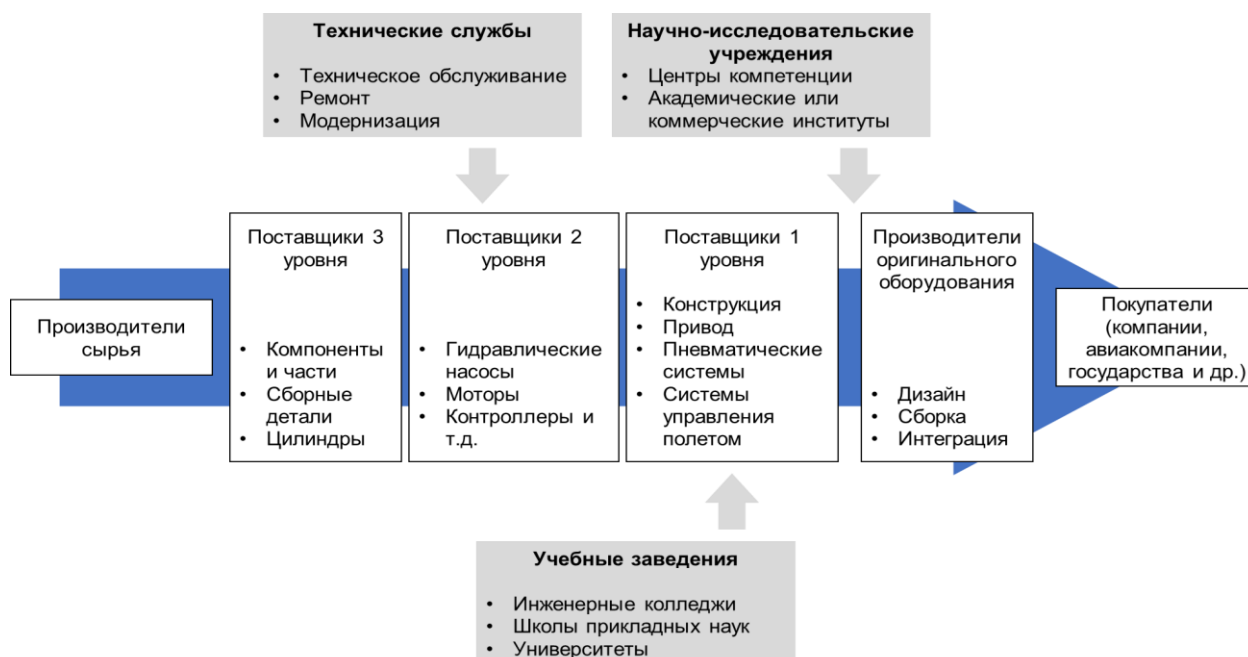 Технические службы
• Техническое обслуживание
• Ремонт
• Модернизация
Научно-исследовательские
учреждения
• Центры компетенции
• Академические или
коммерческие институты
Производители
сырья
Поставщики 3
уровня
• Компоненты
и части
• Сборные
детали
• Цилиндры
Поставщики 2
уровня
• Гидравлические
насосы
• Моторы
• Контроллеры и
т.д.
Поставщики 1
уровня
• Конструкция
• Привод
• Пневматические
системы
• Системы
управления
полетом
Производители
оригинального
оборудования
• Дизайн
• Сборка
• Интеграция
Покупатели
(компании,
авиакомпании,
государства и др.)
Учебные заведения
• Инженерные колледжи
• Школы прикладных наук
• Университеты